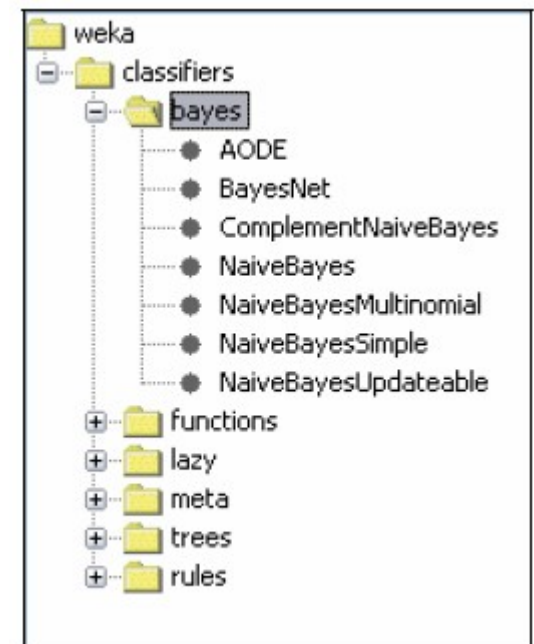 weka
classifiers
bayes
AODE
BayesNet
ComplementNaiveBayes
NaiveBayes
NaiveBayesMultinomial
NaiveBayesSimple
NaiveBayesUpdateable
functions
lazy
meta
trees
rules